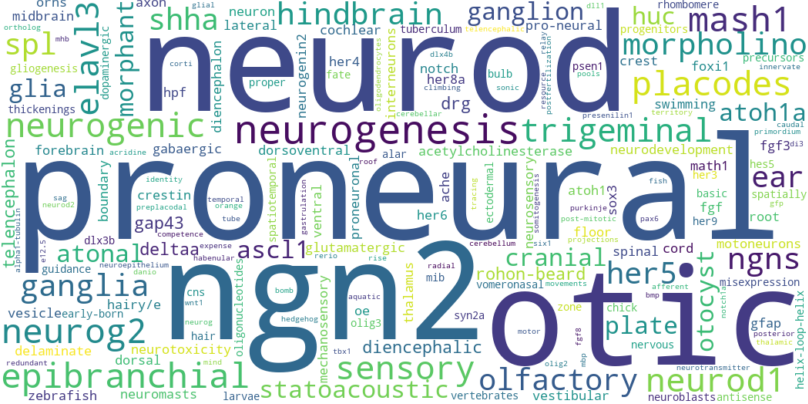 orns
axon
glial
neuron
ganglion
rhombomere
dll1
ortholog
midbrain
shha
hindbrain
pro-neural
huc
mash1
mhb
lateral
neurod
cochlear
tuberculum
telencephalic
progenitors
spl
elavl3
morphant
corti
her4
neurogenin2
dlx4b
bulb
psen1
relay
crest
morpholino
gliogenesis
dopaminergic
diencephalon
fate
oligodendrocytes
interneurons
notch
sonic
resource
postfertilization
pools
foxi1
precursors
innervate
glia
hpf
proper
her8a
climbing
drg
presenilin1
swimming
placodes
thickenings
cerebellar
territory
atoh1a
caudal
primordium
neurogenic
neurogenesis
trigeminal
fgf3
di3
telencephalon
forebrain
acridine
gabaergic
dorsoventral
roof
alar
acetylcholinesterase
neurodevelopment
math1
hes5
proneural
boundary
identity
spatiotemporal
gastrulation
proneuronal
ache
tracing
ectodermal
neurosensory
somitogenesis
atoh1
fish
her3
ear
sag
neurod2
crestin
temporal
orange
preplacodal
tube
ventral
her6
purkinje
post-mitotic
pax6
sox3
basic
fgf
her9
spatially
gfp
root
alpha-tubulin
e12.5
dlx3b
gap43
competence
deltaa
expense
ascl1
glutamatergic
cerebellum
six1
projections
floor
motoneurons
guidance
atonal
neuroepithelium
habenular
rerio
rise
cranial
spinal
cord
ngns
danio
ngn2
thalamus
radial
mib
rohon-beard
her5
bmp
misexpression
ganglia
hairy/e
cns
wnt1
oligonucleotides
bomb
mechanosensory
aquatic
oe
olig3
vomeronasal
movements
zone
afferent
otocyst
notch1a
posterior
thalamic
helix-loop-helix
vesicle
early-born
hair
neurog
hedgehog
syn2a
otic
chick
plate
gfap
neurog2
delaminate
neurotoxicity
tbx1
diencephalic
motor
fgf8
nervous
redundant
dorsal
mind
sensory
mbp
olig2
neurotransmitter
epibranchial
statoacoustic
olfactory
neurod1
zebrafish
neuromasts
larvae
vertebrates
vestibular
neuroblasts
antisense